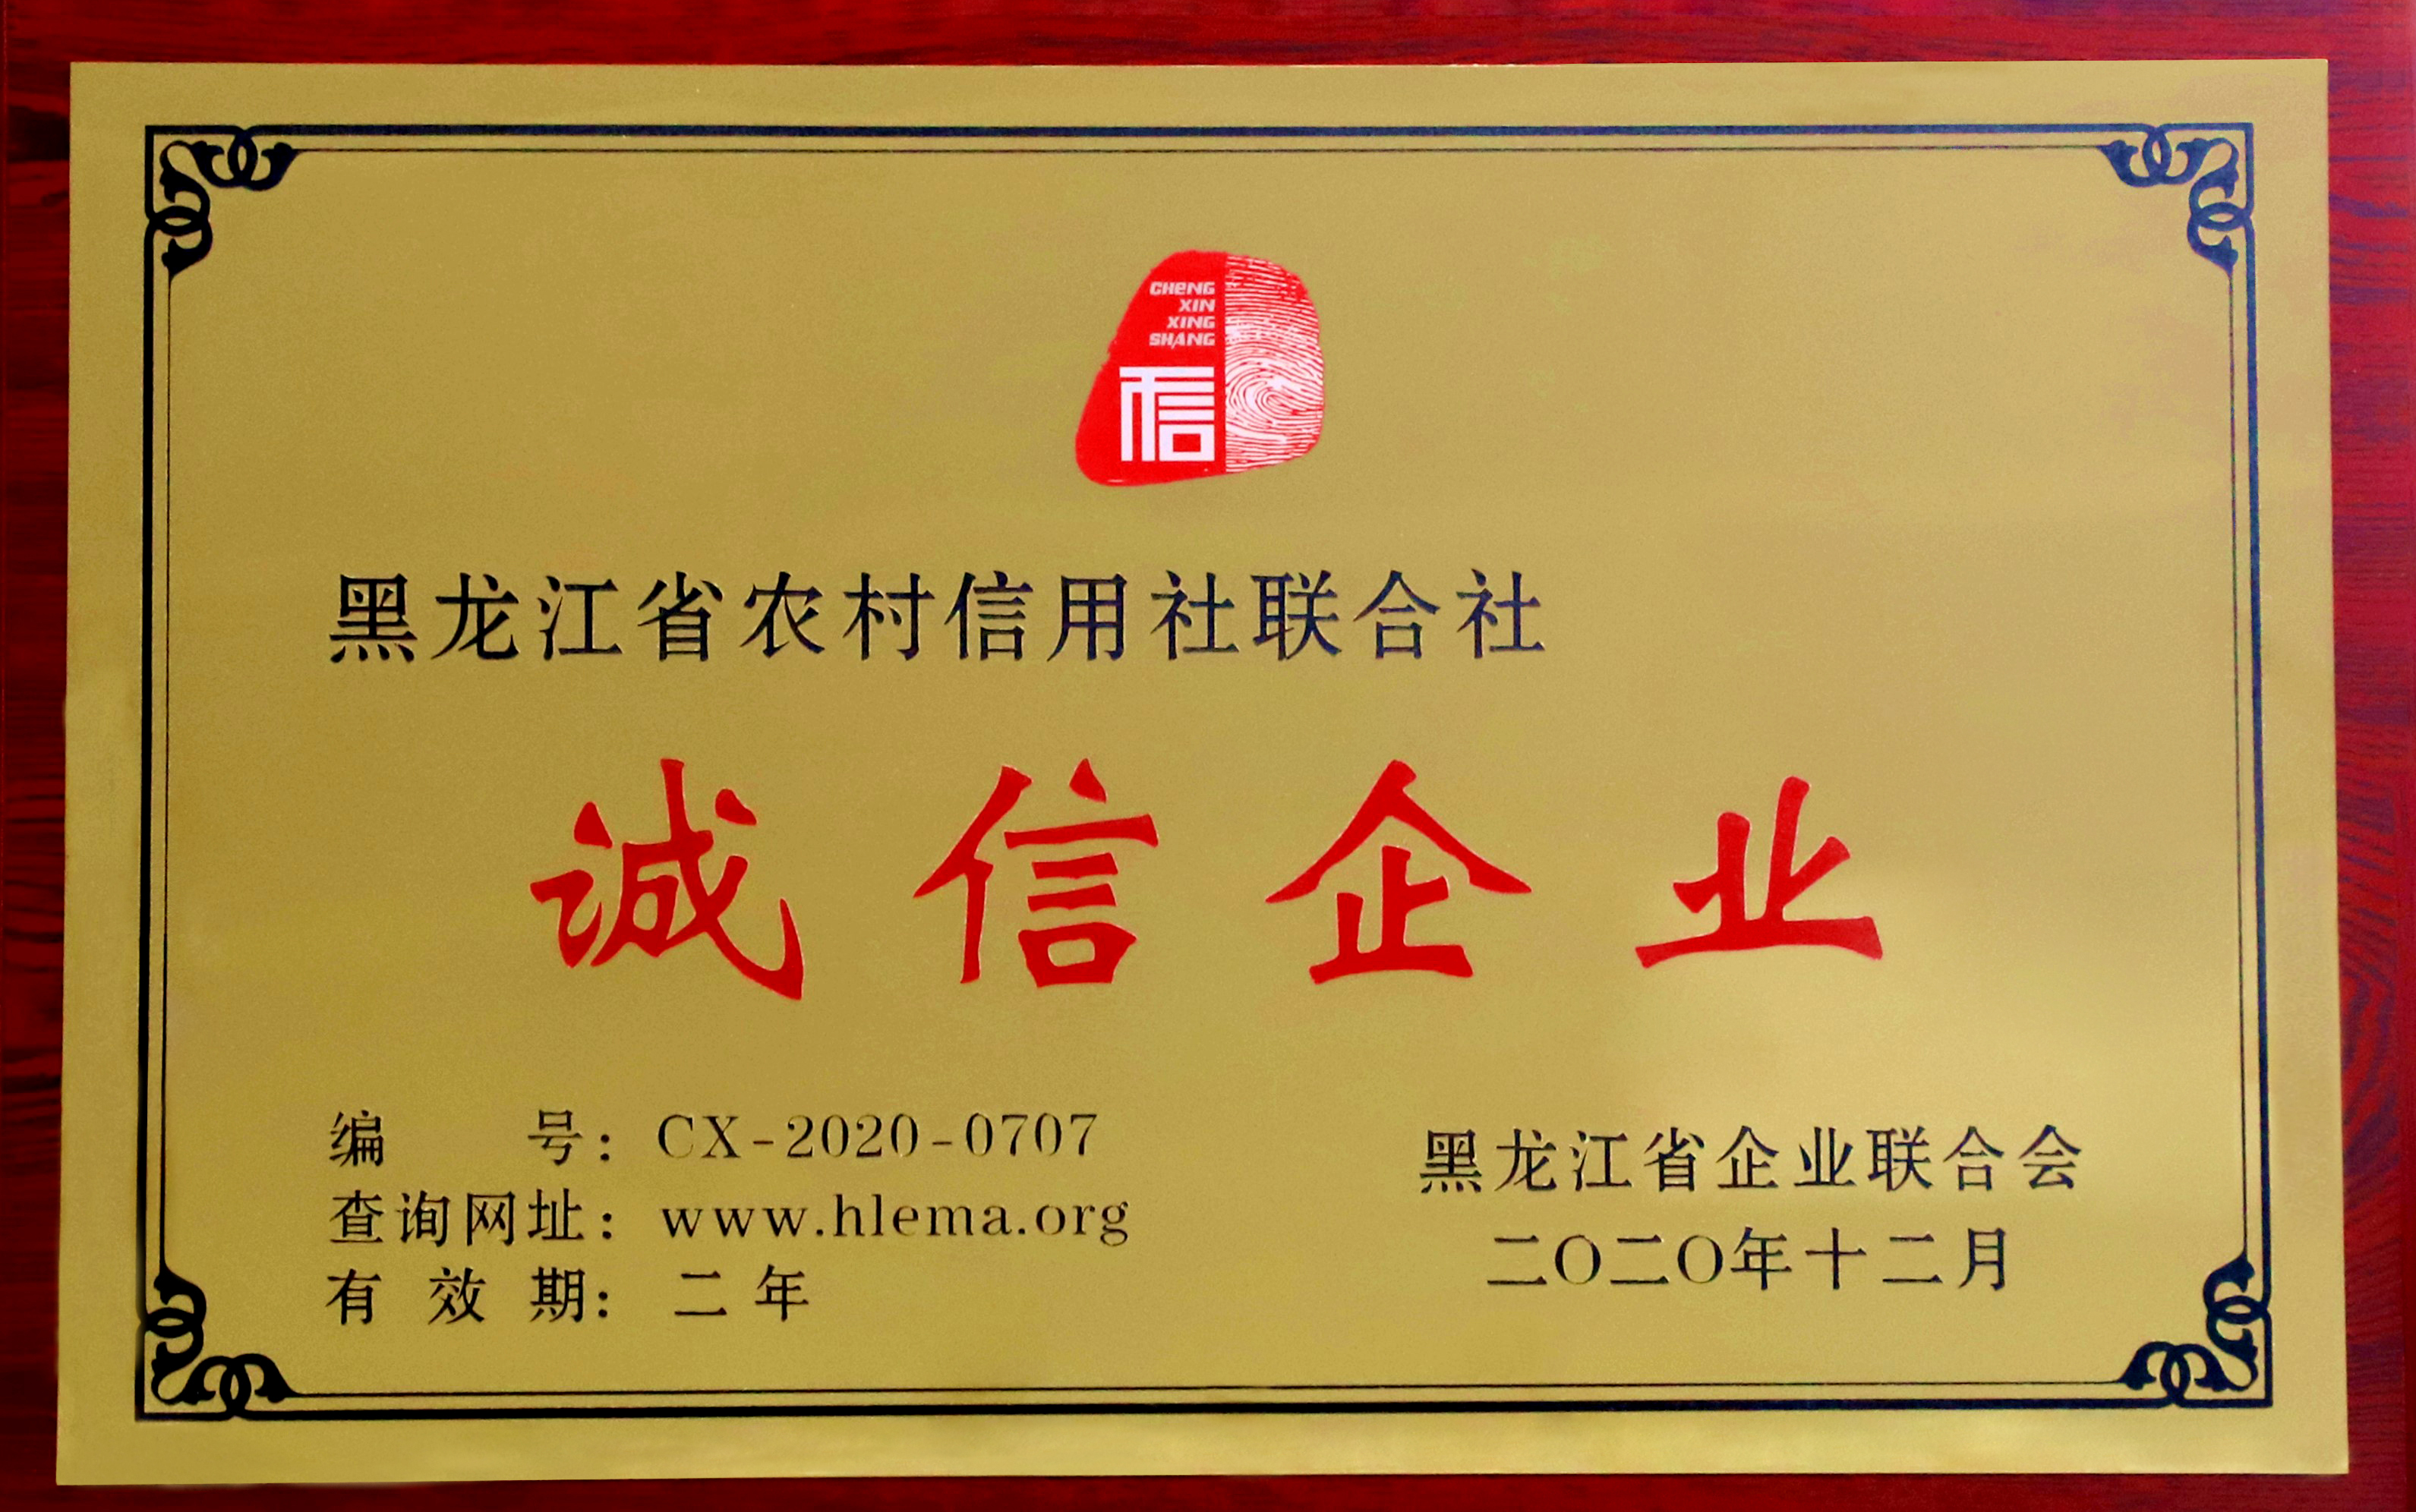 CHENG
XIN
XING
SHANG
信
黑龙江省农村信用社联合社
诚信企业
编号：CX-2020-0707
查询网址：www.hlema.org
有效期：二年
黑龙江省企业联合会
二〇二〇年十二月